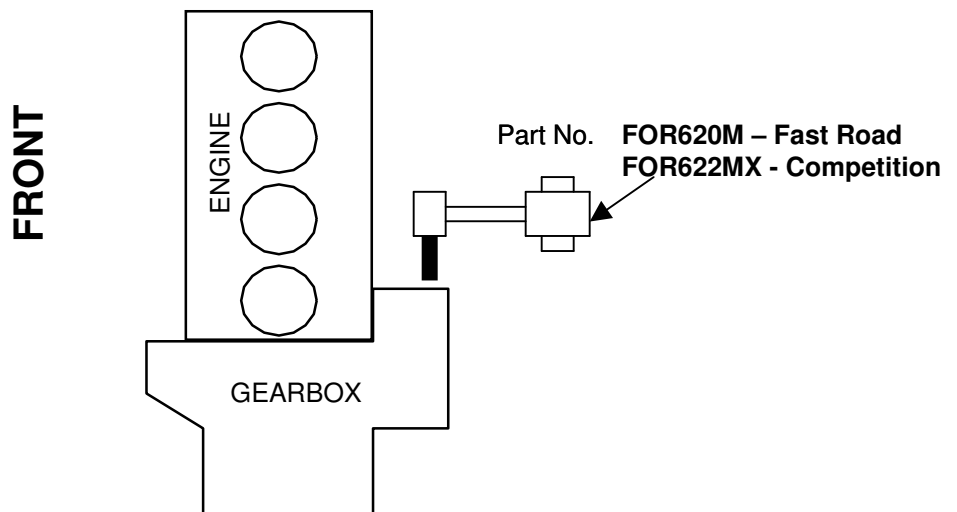 FRONT
ENGINE
Part No. FOR620M – Fast Road
FOR622MX - Competition
GEARBOX